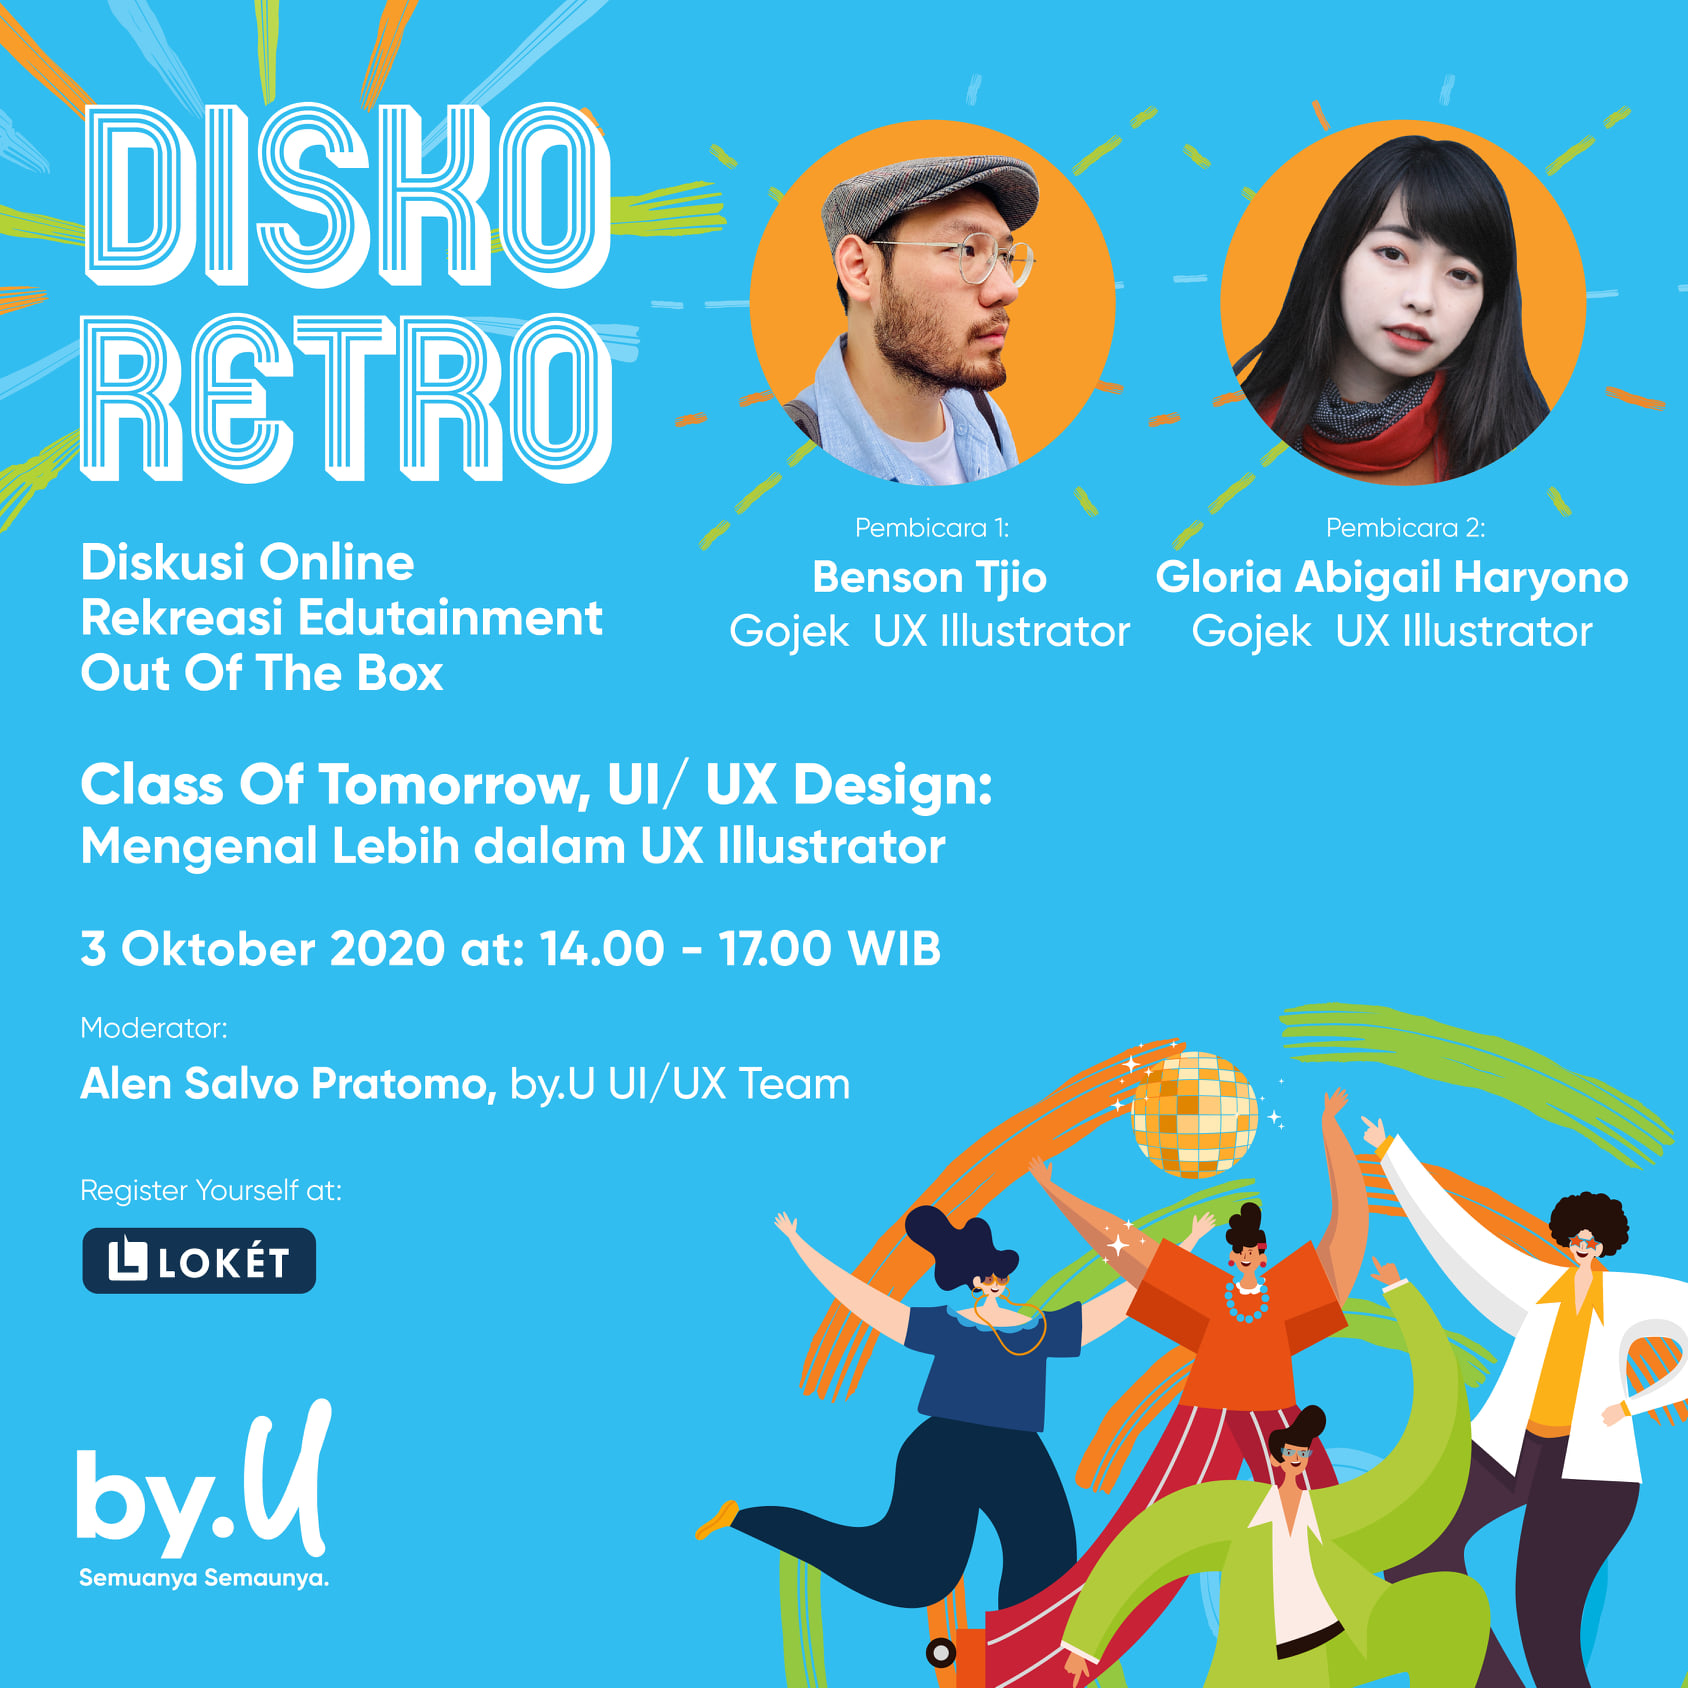 DISKO
RETRO
Diskusi Online
Rekreasi Edutainment
Out Of The Box
Pembicara 1:
Benson Tjio
Gojek UX Illustrator
Pembicara 2:
Gloria Abigail Haryono
Gojek UX Illustrator
Class Of Tomorrow, UI/ UX Design:
Mengenal Lebih dalam UX Illustrator
3 Oktober 2020 at: 14.00 - 17.00 WIB
Moderator:
Alen Salvo Pratomo, by.U UI/UX Team
Register Yourself at:
LOKÉT
by.U
Semuanya Semaunya.